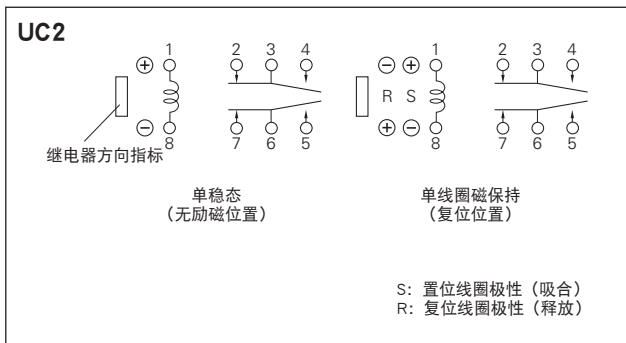 UC2
1 2 3 4 1 2 3 4
R S
8 7 6 5 8 7 6 5
继电器方向指标
单稳态 单线圈磁保持
（无励磁位置） （复位位置）
S: 置位线圈极性（吸合）
R: 复位线圈极性（释放）